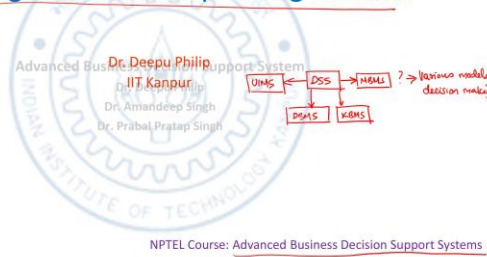 Advanced Business Decision Support System
Dr. Deepu Philip
IIT Kanpur
Dr. Deepu Philip
Dr. Amandeep Singh
Dr. Prabal Pratap Singh
UIMS ← DSS → MBMS ? → Various models
decision making
DBMS KBMS
INDIAN INSTITUTE OF TECHNOLOGY
NPTEL Course: Advanced Business Decision Support Systems